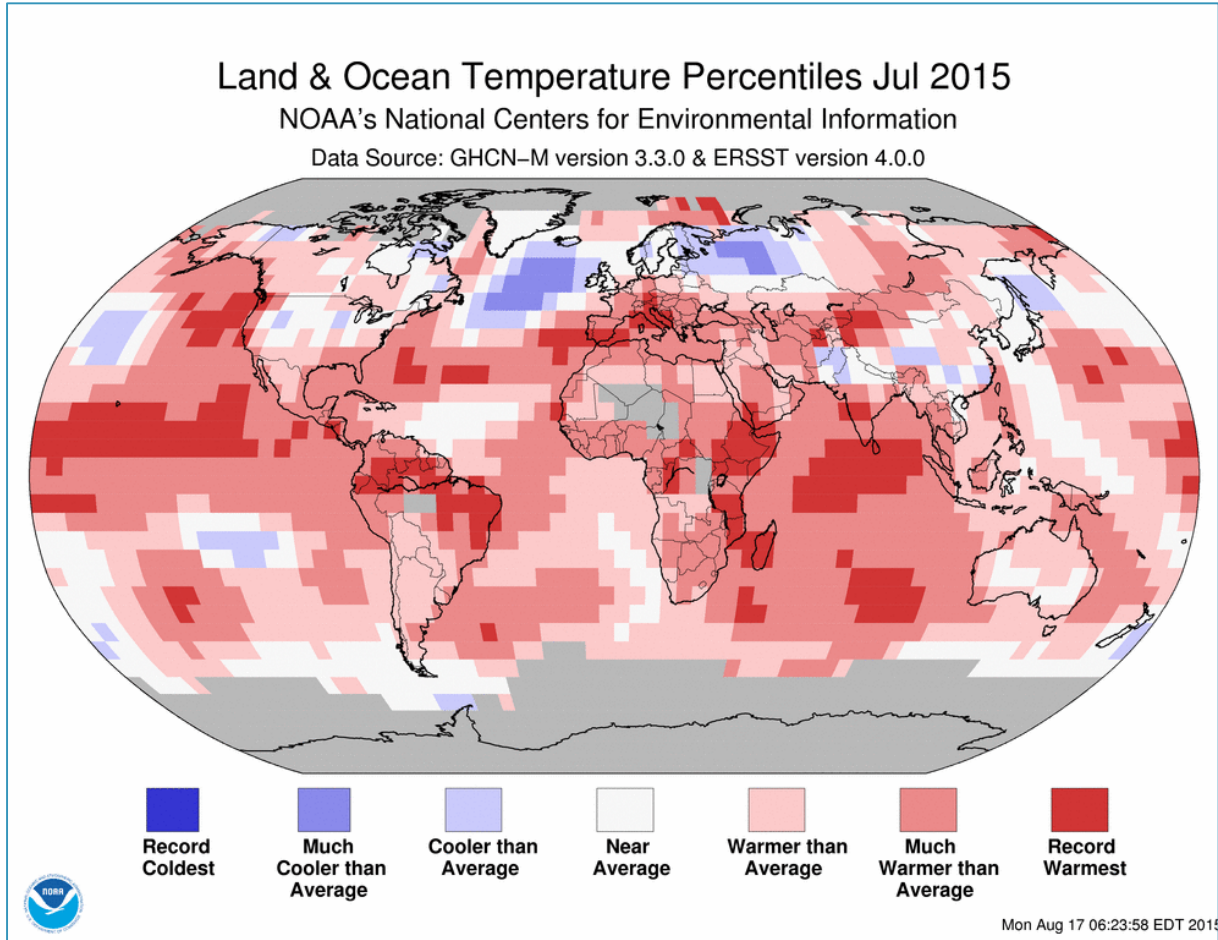 Land & Ocean Temperature Percentiles Jul 2015
NOAA's National Centers for Environmental Information
Data Source: GHCN−M version 3.3.0 & ERSST version 4.0.0
Record
Coldest
Much
Cooler than
Average
Cooler than
Average
Near
Average
Warmer than
Average
Much
Warmer than
Average
Record
Warmest
NOAA
Mon Aug 17 06:23:58 EDT 2015